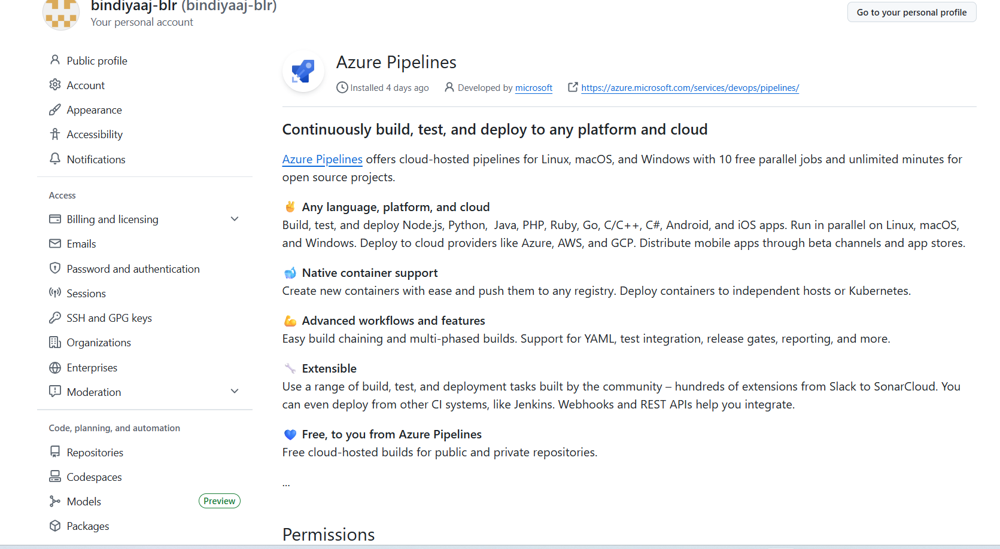 bindiyaaj-blr (bindiyaaj-blr)
Your personal account
Go to your personal profile
Public profile
Account
Appearance
Accessibility
Notifications
Access
Billing and licensing
Emails
Password and authentication
Sessions
SSH and GPG keys
Organizations
Enterprises
Moderation
Code, planning, and automation
Repositories
Codespaces
Models Preview
Packages
Azure Pipelines
Installed 4 days ago Developed by microsoft https://azure.microsoft.com/services/devops/pipelines/
Continuously build, test, and deploy to any platform and cloud
Azure Pipelines offers cloud-hosted pipelines for Linux, macOS, and Windows with 10 free parallel jobs and unlimited minutes for
open source projects.
✌️ Any language, platform, and cloud
Build, test, and deploy Node.js, Python, Java, PHP, Ruby, Go, C/C++, C#, Android, and iOS apps. Run in parallel on Linux, macOS,
and Windows. Deploy to cloud providers like Azure, AWS, and GCP. Distribute mobile apps through beta channels and app stores.
🐳 Native container support
Create new containers with ease and push them to any registry. Deploy containers to independent hosts or Kubernetes.
💪 Advanced workflows and features
Easy build chaining and multi-phased builds. Support for YAML, test integration, release gates, reporting, and more.
🔧 Extensible
Use a range of build, test, and deployment tasks built by the community – hundreds of extensions from Slack to SonarCloud. You
can even deploy from other CI systems, like Jenkins. Webhooks and REST APIs help you integrate.
💙 Free, to you from Azure Pipelines
Free cloud-hosted builds for public and private repositories.
...
Permissions